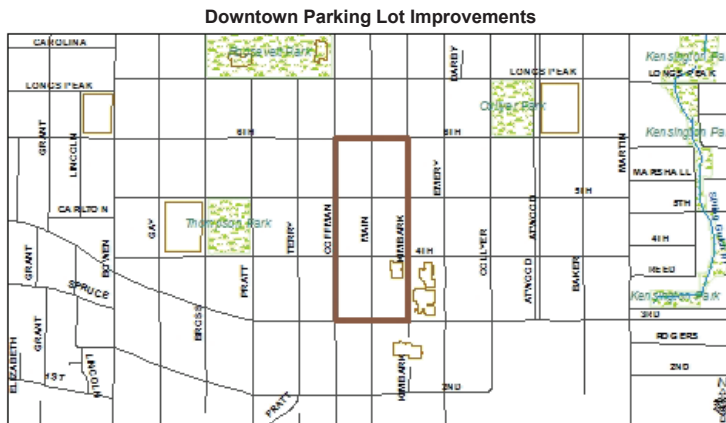 Downtown Parking Lot Improvements
CAROLINA
Roosevelt Park
DARBY
Kensington Pa
LONGS PEAK
LONGS PEAK
LONGS PEAK
Collyer Park
GRANT
LINCOLN
6TH
6TH
Kensington P
MARTIN
MARSHALL
EMERY
5TH
5TH
CARLTON
GAY
Thompson Park
TERRY
COFFMAN
MAIN
KIMBARK
ATWOOD
4TH
4TH
GRANT
BOWEN
PRATT
COLLYER
ATWOOD
BAKER
REED
SPRUCE
Kensington Park
3RD
BROSS
ROGERS
ELIZABETH
GRANT
1ST
LINCOLN
KIMBARK
2ND
2ND
PRATT